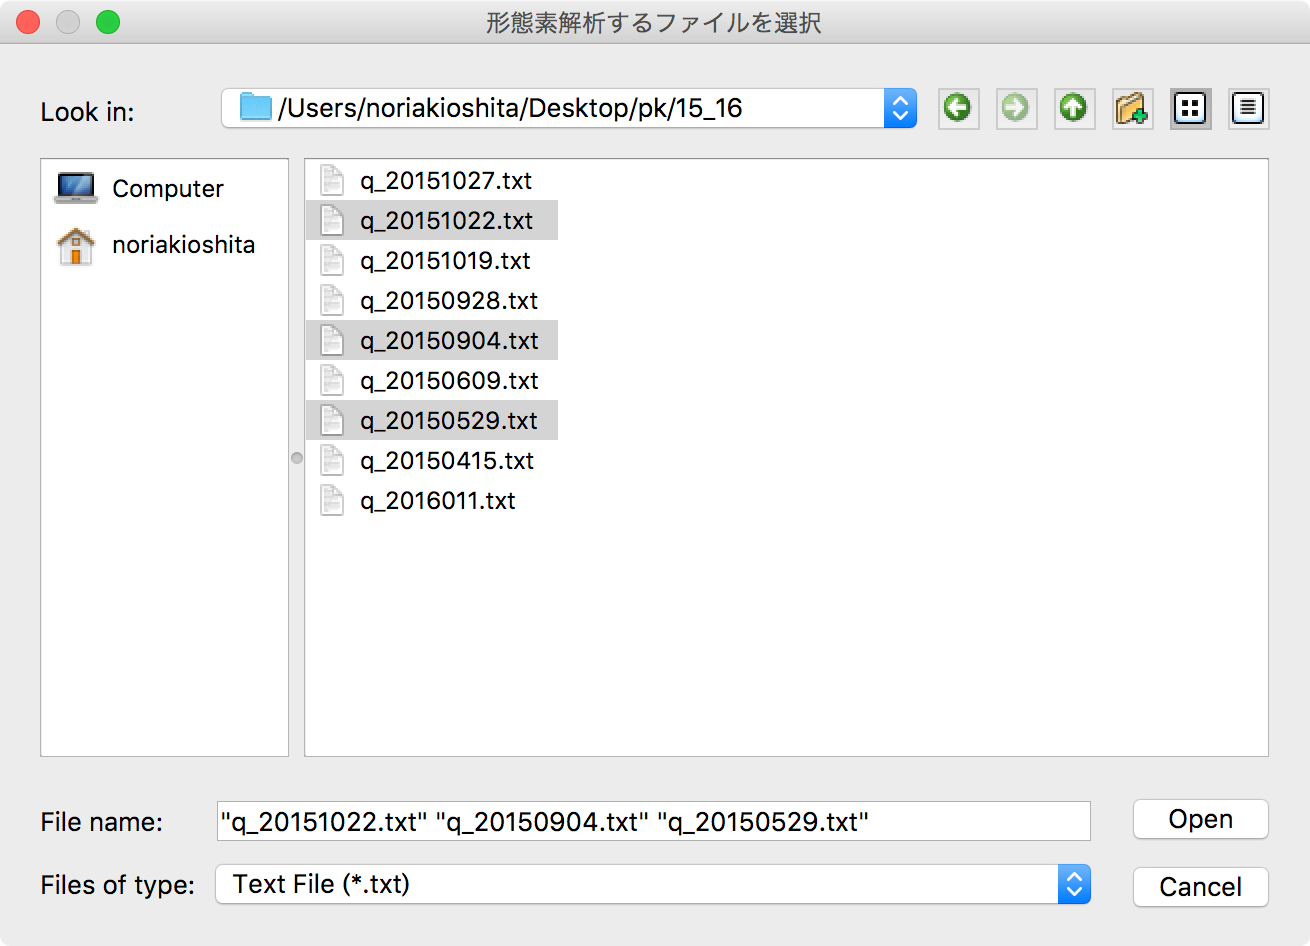 形態素解析するファイルを選択
Look in: /Users/noriakioshita/Desktop/pk/15_16
Computer
noriakioshita
q_20151027.txt
q_20151022.txt
q_20151019.txt
q_20150928.txt
q_20150904.txt
q_20150609.txt
q_20150529.txt
q_20150415.txt
q_2016011.txt
File name: "q_20151022.txt" "q_20150904.txt" "q_20150529.txt" Open
Files of type: Text File (*.txt) Cancel